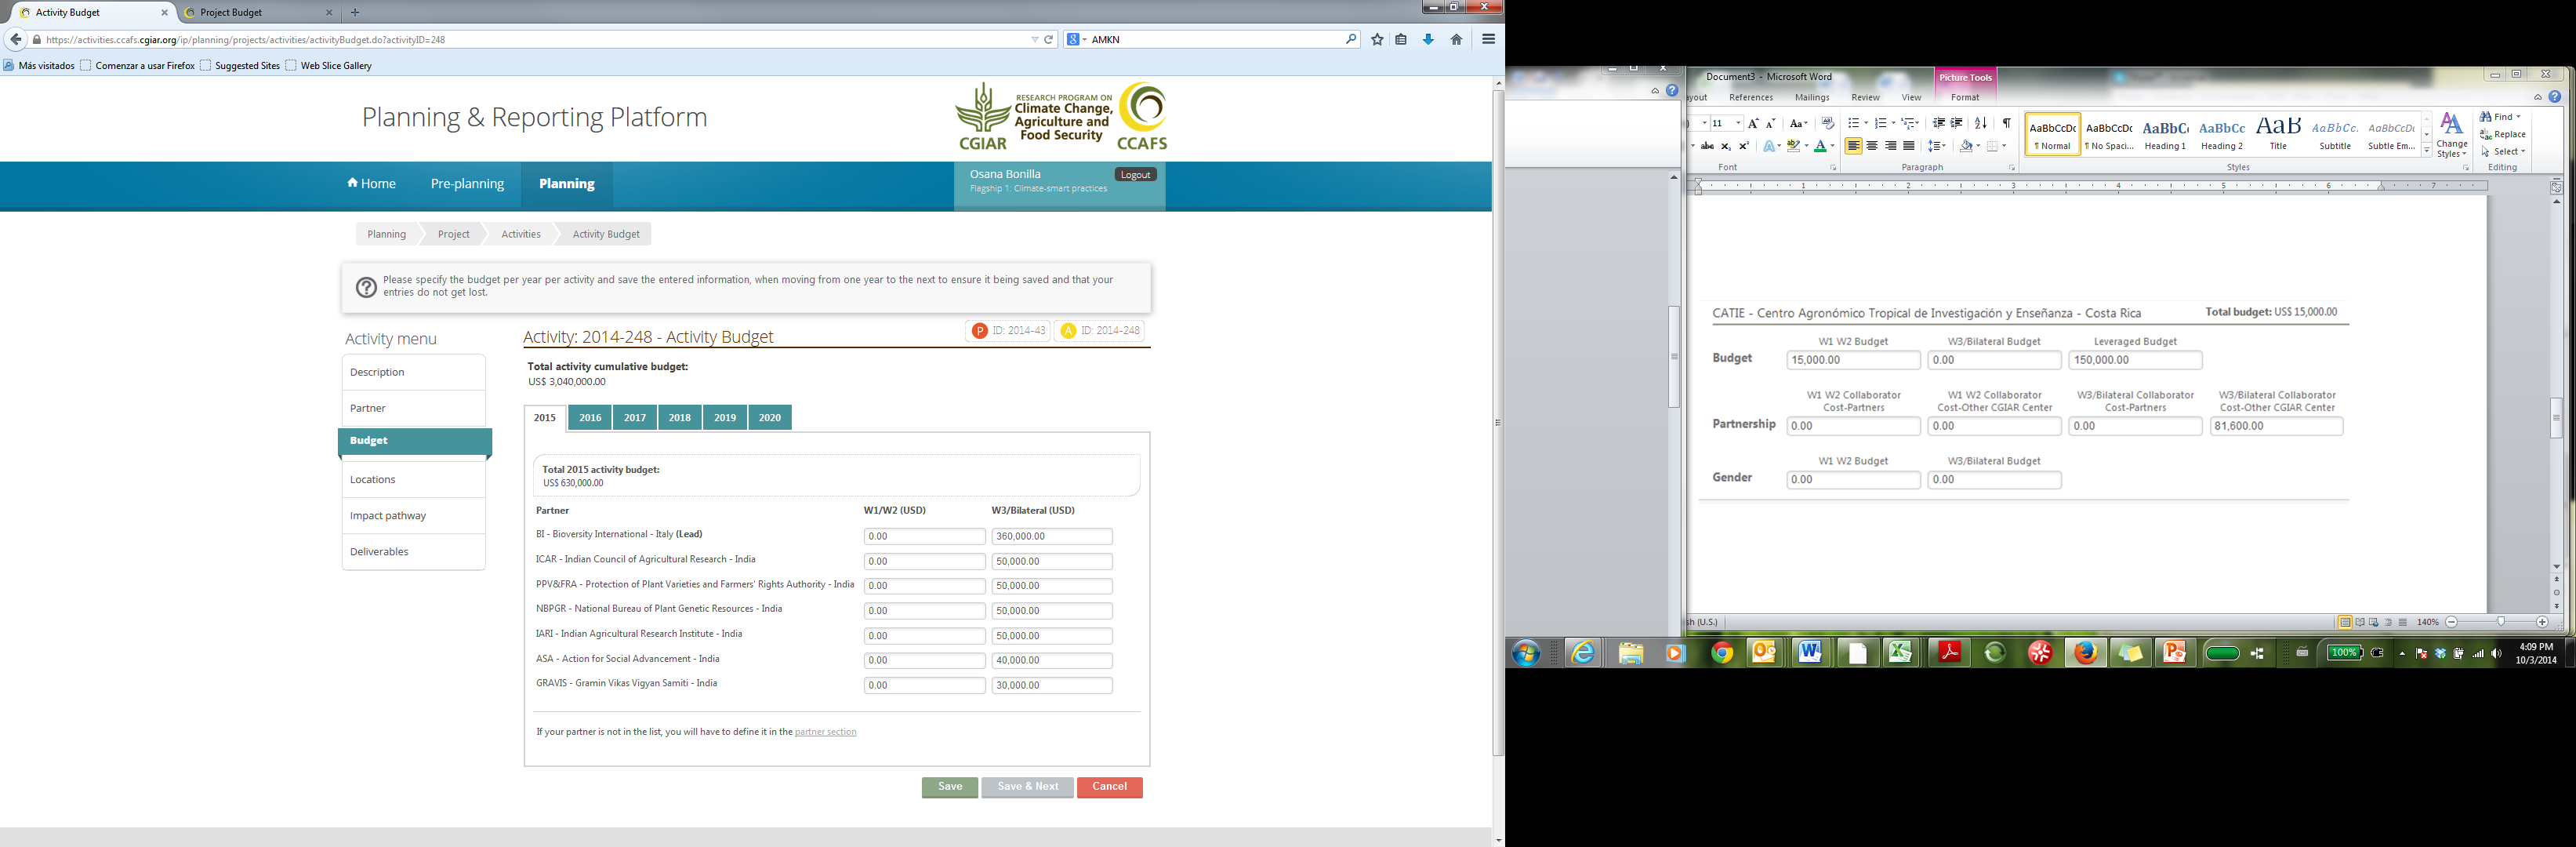 Activity Budget
Project Budget
https://activities.ccafs.cgiar.org/ip/planning/projects/activities/activityBudget.do?activityID=248
AMKN
Más visitados
Comenzar a usar Firefox
Suggested Sites
Web Slice Gallery
Planning & Reporting Platform
CGIAR
RESEARCH PROGRAM ON
Climate Change,
Agriculture and
Food Security
CCAFS
Home
Pre-planning
Planning
Osana Bonilla
Logout
Flagship 1: Climate-smart practices
Planning
Project
Activities
Activity Budget
Please specify the budget per year per activity and save the entered information, when moving from one year to the next to ensure it being saved and that your
entries do not get lost.
Activity menu
Description
Partner
Budget
Locations
Impact pathway
Deliverables
Activity: 2014-248 - Activity Budget
P ID: 2014-43
A ID: 2014-248
Total activity cumulative budget:
US$ 3,040,000.00
2015 2016 2017 2018 2019 2020
Total 2015 activity budget:
US$ 630,000.00
Partner W1/W2 (USD) W3/Bilateral (USD)
BI - Bioversity International - Italy (Lead) 0.00 360,000.00
ICAR - Indian Council of Agricultural Research - India 0.00 50,000.00
PPV&FRA - Protection of Plant Varieties and Farmers' Rights Authority - India 0.00 50,000.00
NBPGR - National Bureau of Plant Genetic Resources - India 0.00 50,000.00
IARI - Indian Agricultural Research Institute - India 0.00 50,000.00
ASA - Action for Social Advancement - India 0.00 40,000.00
GRAVIS - Gramin Vikas Vigyan Samiti - India 0.00 30,000.00
If your partner is not in the list, you will have to define it in the partner section
Save
Save & Next
Cancel
Document3 - Microsoft Word
Picture Tools
ayout References Mailings Review View Format
11
Font
Paragraph
AaBbCcDc AaBbCcDc AaBbC AaBbCc AaB AaBbCc. AaBbCcDc
¶ Normal ¶ No Spaci... Heading 1 Heading 2 Title Subtitle Subtle Em...
Styles
Change
Styles
Find
Replace
Select
Editing
1 2 3 4 5 6 7
CATIE - Centro Agronómico Tropical de Investigación y Enseñanza - Costa Rica
Total budget: US$ 15,000.00
W1 W2 Budget W3/Bilateral Budget Leveraged Budget
Budget 15,000.00 0.00 150,000.00
W1 W2 Collaborator W1 W2 Collaborator W3/Bilateral Collaborator W3/Bilateral Collaborator
Cost-Partners Cost-Other CGIAR Center Cost-Partners Cost-Other CGIAR Center
Partnership 0.00 0.00 0.00 81,600.00
W1 W2 Budget W3/Bilateral Budget
Gender 0.00 0.00
sh (U.S.)
140%
100%
4:09 PM
10/3/2014